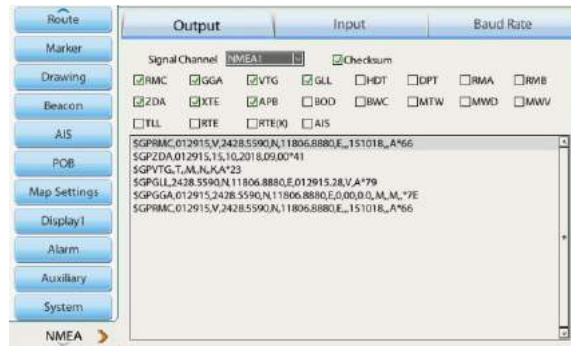 Route
Marker
Drawing
Beacon
AIS
POB
Map Settings
Display1
Alarm
Auxiliary
System
NMEA
Output
Input
Baud Rate
Signal Channel NMEA1 Checksum
RMC GGA VTG GLL HDT DPT RMA RMB
ZDA XTE APB BOD BWC MTW MWD MWV
TLL RTE RTE(X) AIS
$GPRMC,012915,V,2428.5590,N,11806.8880,E,,,151018,,,A*66
$GPZDA,012915,15,10,2018,09,00*41
$GPVTG,T,,M,,N,,K,A*23
$GPGLL,2428.5590,N,11806.8880,E,012915.28,V,A*79
$GPGGA,012915,2428.5590,N,11806.8880,E,0,00,0.0,,M,,M,,*7E
$GPRMC,012915,V,2428.5590,N,11806.8880,E,,,151018,,,A*66